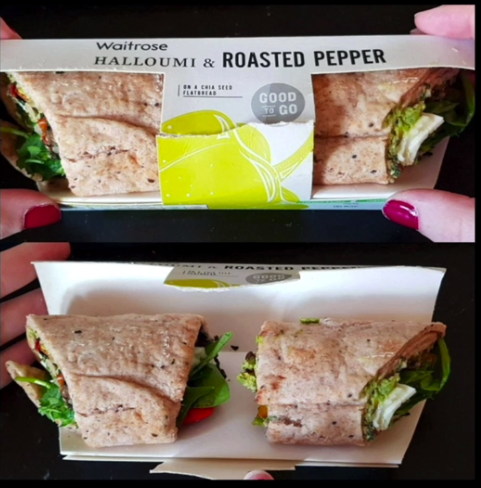 Waitrose
HALLOUMI & ROASTED PEPPER
ON A CHIA SEED
FLATBREAD
GOOD
TO
GO
& ROASTED PEPPER